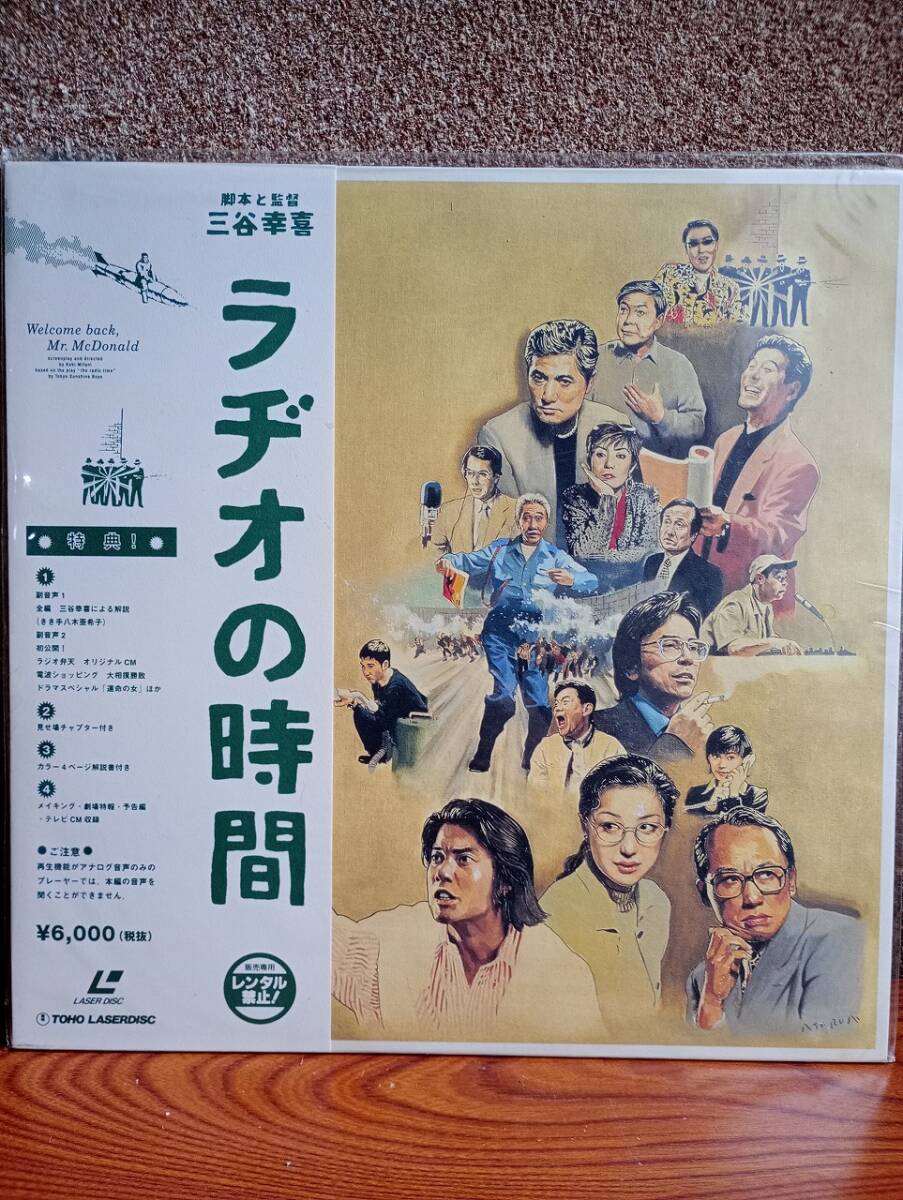 脚本と監督
三谷幸喜
ラヂオの時間
Welcome back,
Mr. McDonald
Screenplay and directed
by Koki Mitani
based on the play "the radio time"
by Tokyo Sunshine Boys
特典!
1
副音声1
全編 三谷幸喜による解説
(きき手八木亜希子)
副音声2
初公開!
ラジオ弁天 オリジナルCM
電波ショッピング 大相撲勝敗
ドラマスペシャル「運命の女」ほか
2
見せ場チャプター付き
3
カラー4ページ解説書付き
4
メイキング・劇場特報・予告編
・テレビCM収録
●ご注意●
再生機能がアナログ音声のみの
プレーヤーでは、本編の音声を
聞くことができません.
¥6,000(税抜)
LASER DISC
TOHO LASERDISC
販売専用
レンタル
禁止!